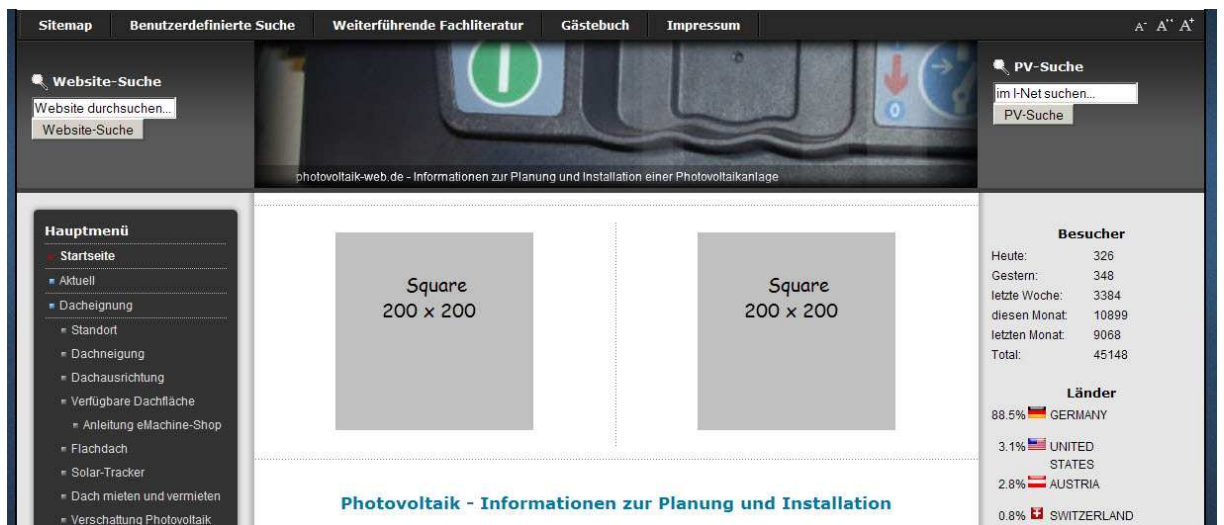 Sitemap Benutzerdefinierte Suche Weiterführende Fachliteratur Gästebuch Impressum A- A·· A+
Website-Suche
Website durchsuchen...
Website-Suche
photovoltaik-web.de - Informationen zur Planung und Installation einer Photovoltaikanlage
PV-Suche
im I-Net suchen...
PV-Suche
Hauptmenü
Startseite
Aktuell
Dacheignung
Standort
Dachneigung
Dachausrichtung
Verfügbare Dachfläche
Anleitung eMachine-Shop
Flachdach
Solar-Tracker
Dach mieten und vermieten
Verschattung Photovoltaik
Square
200 x 200
Square
200 x 200
Photovoltaik - Informationen zur Planung und Installation
Besucher
Heute: 326
Gestern: 348
letzte Woche: 3384
diesen Monat: 10899
letzten Monat: 9068
Total: 45148
Länder
88.5% GERMANY
3.1% UNITED
STATES
2.8% AUSTRIA
0.8% SWITZERLAND